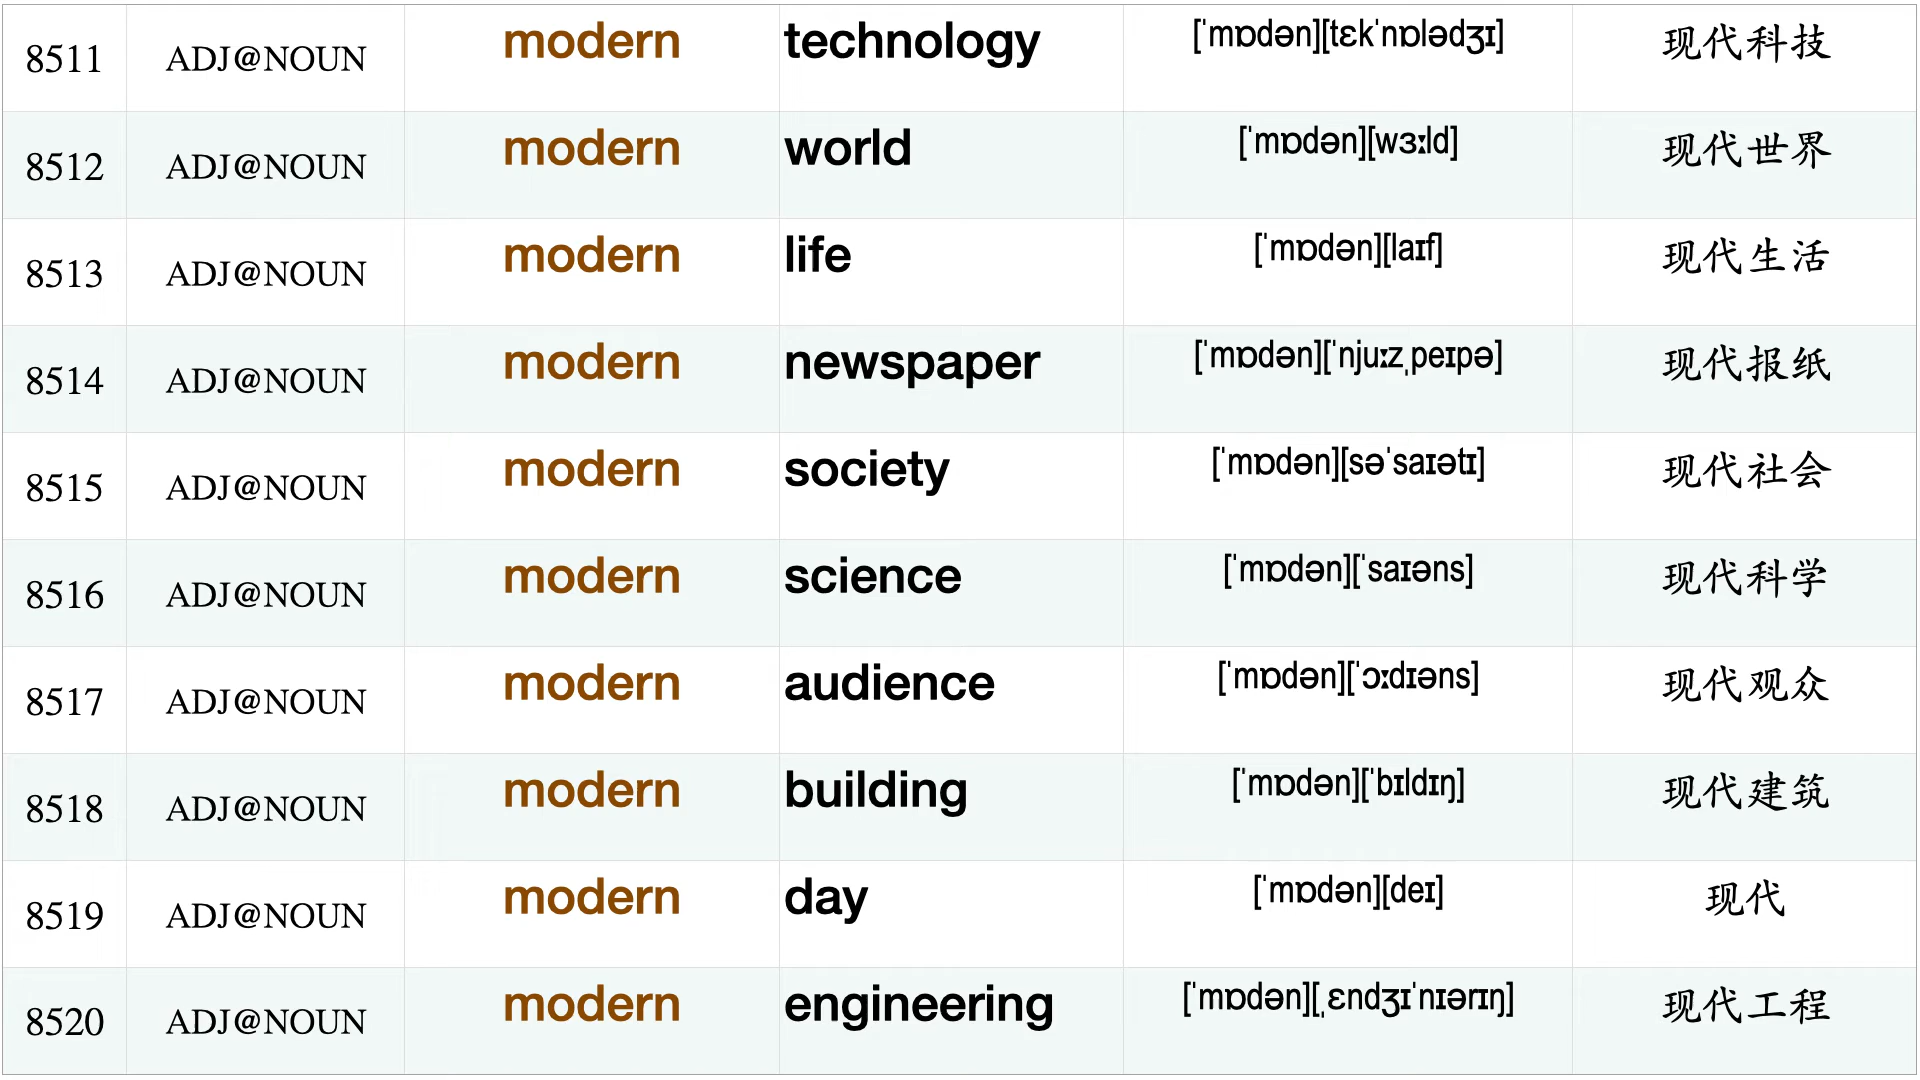 8511 ADJ@NOUN modern technology [ˈmɒdən][tɛkˈnɒlədʒɪ] 现代科技
8512 ADJ@NOUN modern world [ˈmɒdən][wɜːld] 现代世界
8513 ADJ@NOUN modern life [ˈmɒdən][laɪf] 现代生活
8514 ADJ@NOUN modern newspaper [ˈmɒdən][ˈnjuːzˌpeɪpə] 现代报纸
8515 ADJ@NOUN modern society [ˈmɒdən][səˈsaɪətɪ] 现代社会
8516 ADJ@NOUN modern science [ˈmɒdən][ˈsaɪəns] 现代科学
8517 ADJ@NOUN modern audience [ˈmɒdən][ˈɔːdɪəns] 现代观众
8518 ADJ@NOUN modern building [ˈmɒdən][ˈbɪldɪŋ] 现代建筑
8519 ADJ@NOUN modern day [ˈmɒdən][deɪ] 现代
8520 ADJ@NOUN modern engineering [ˈmɒdən][ˌɛndʒɪˈnɪərɪŋ] 现代工程